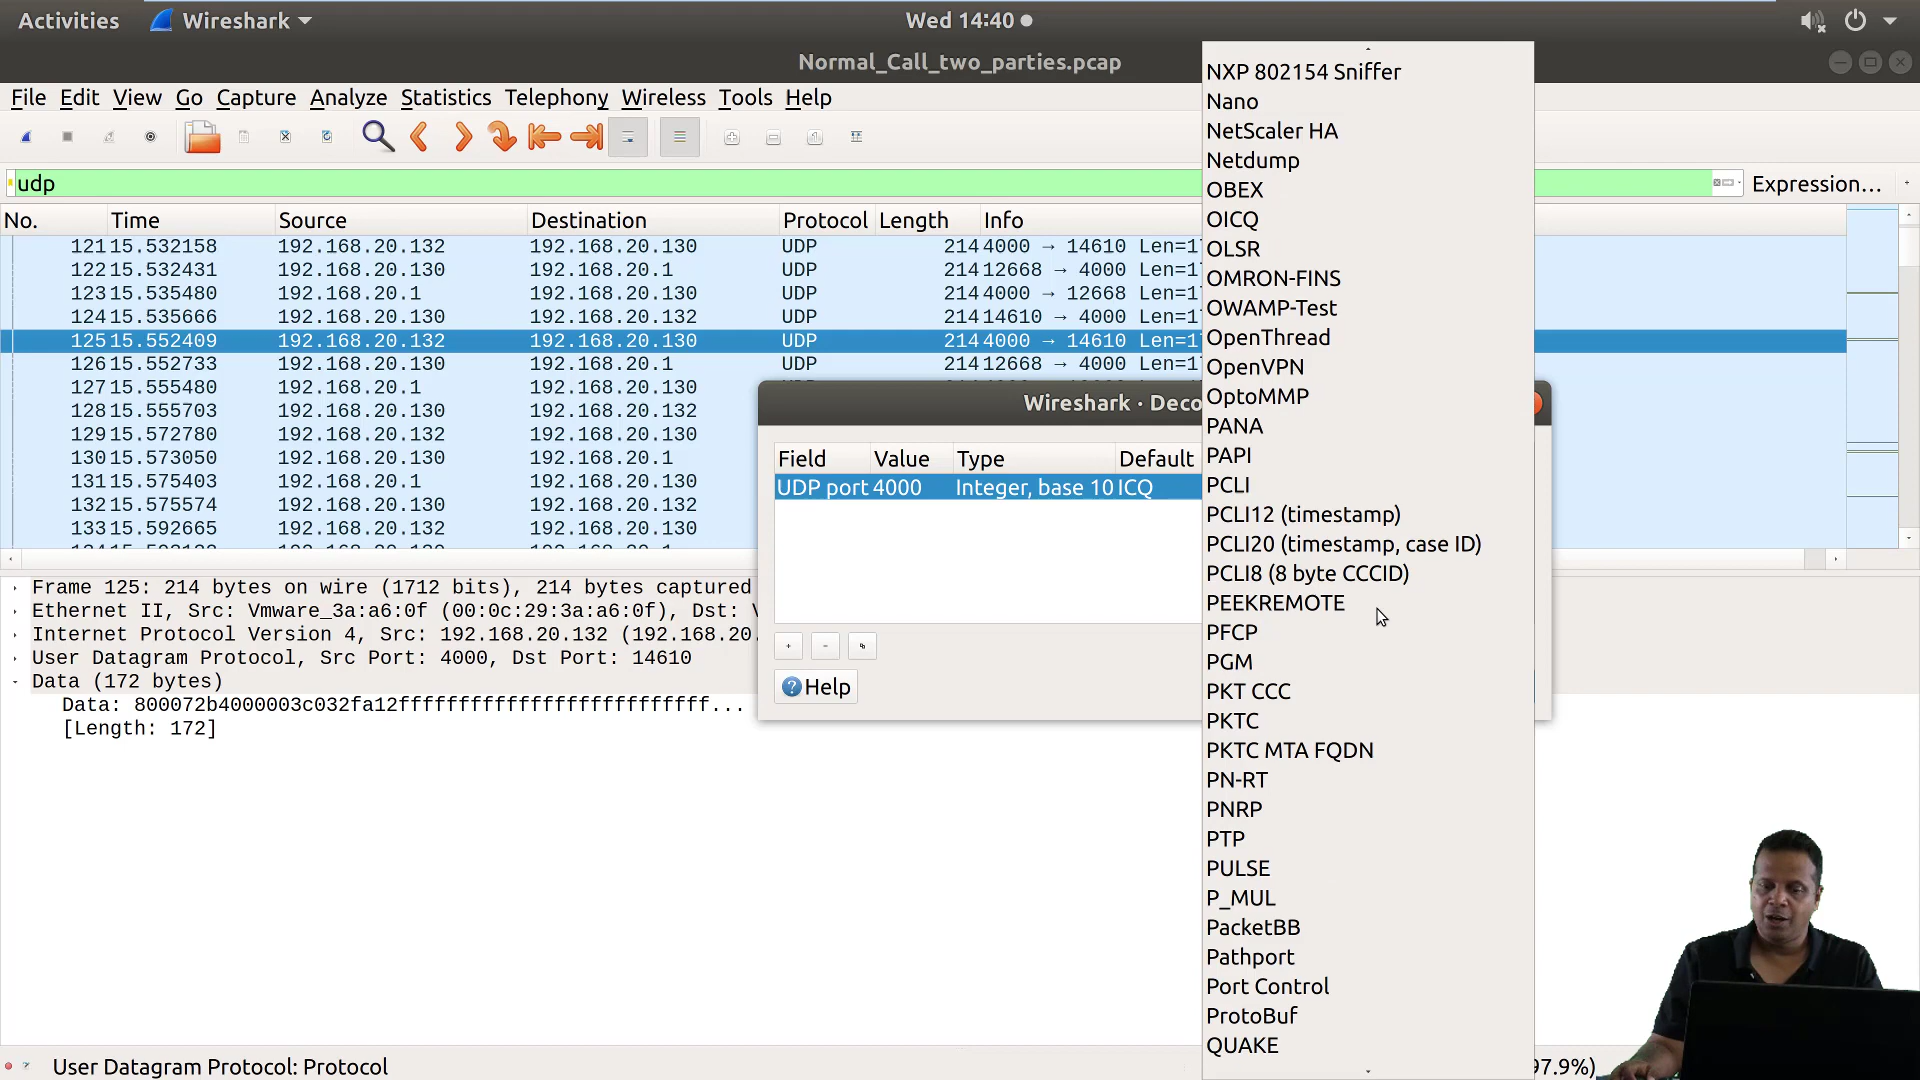 Activities Wireshark Wed 14:40
Normal_Call_two_parties.pcap
File Edit View Go Capture Analyze Statistics Telephony Wireless Tools Help
udp Expression…
No. Time Source Destination Protocol Length Info
121 15.532158 192.168.20.132 192.168.20.130 UDP 214 4000 → 14610 Len=1
122 15.532431 192.168.20.130 192.168.20.1 UDP 214 12668 → 4000 Len=1
123 15.535480 192.168.20.1 192.168.20.130 UDP 214 4000 → 12668 Len=1
124 15.535666 192.168.20.130 192.168.20.132 UDP 214 14610 → 4000 Len=1
125 15.552409 192.168.20.132 192.168.20.130 UDP 214 4000 → 14610 Len=1
126 15.552733 192.168.20.130 192.168.20.1 UDP 214 12668 → 4000 Len=1
127 15.555480 192.168.20.1 192.168.20.130
128 15.555703 192.168.20.130 192.168.20.132
129 15.572780 192.168.20.132 192.168.20.130
130 15.573050 192.168.20.130 192.168.20.1
131 15.575403 192.168.20.1 192.168.20.130
132 15.575574 192.168.20.130 192.168.20.132
133 15.592665 192.168.20.132 192.168.20.130
Frame 125: 214 bytes on wire (1712 bits), 214 bytes captured
Ethernet II, Src: Vmware_3a:a6:0f (00:0c:29:3a:a6:0f), Dst: V
Internet Protocol Version 4, Src: 192.168.20.132 (192.168.20.
User Datagram Protocol, Src Port: 4000, Dst Port: 14610
Data (172 bytes)
Data: 800072b4000003c032fa12ffffffffffffffffffffffffff...
[Length: 172]
Wireshark · Deco
Field Value Type Default
UDP port 4000 Integer, base 10 ICQ
+ -
Help
NXP 802154 Sniffer
Nano
NetScaler HA
Netdump
OBEX
OICQ
OLSR
OMRON-FINS
OWAMP-Test
OpenThread
OpenVPN
OptoMMP
PANA
PAPI
PCLI
PCLI12 (timestamp)
PCLI20 (timestamp, case ID)
PCLI8 (8 byte CCCID)
PEEKREMOTE
PFCP
PGM
PKT CCC
PKTC
PKTC MTA FQDN
PN-RT
PNRP
PTP
PULSE
P_MUL
PacketBB
Pathport
Port Control
ProtoBuf
QUAKE
User Datagram Protocol: Protocol 97.9%)